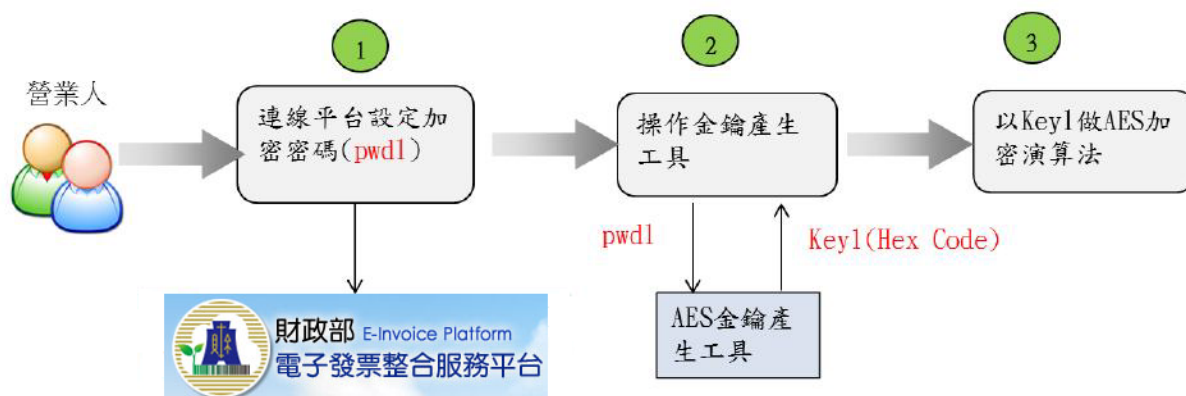 1
2
3
營業人
連線平台設定加
密密碼(pwd1)
操作金鑰產生
工具
以Key1做AES加
密演算法
pwd1
Key1(Hex Code)
AES金鑰產
生工具
財政部 E-Invoice Platform
電子發票整合服務平台